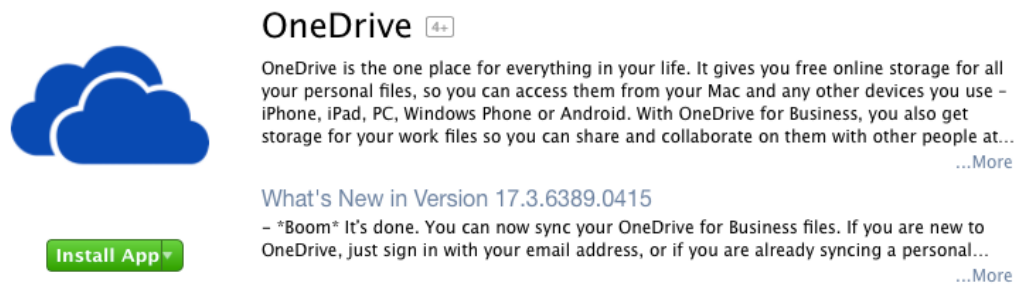 OneDrive 4+
OneDrive is the one place for everything in your life. It gives you free online storage for all
your personal files, so you can access them from your Mac and any other devices you use –
iPhone, iPad, PC, Windows Phone or Android. With OneDrive for Business, you also get
storage for your work files so you can share and collaborate on them with other people at...
...More
What's New in Version 17.3.6389.0415
– *Boom* It's done. You can now sync your OneDrive for Business files. If you are new to
OneDrive, just sign in with your email address, or if you are already syncing a personal...
...More
Install App